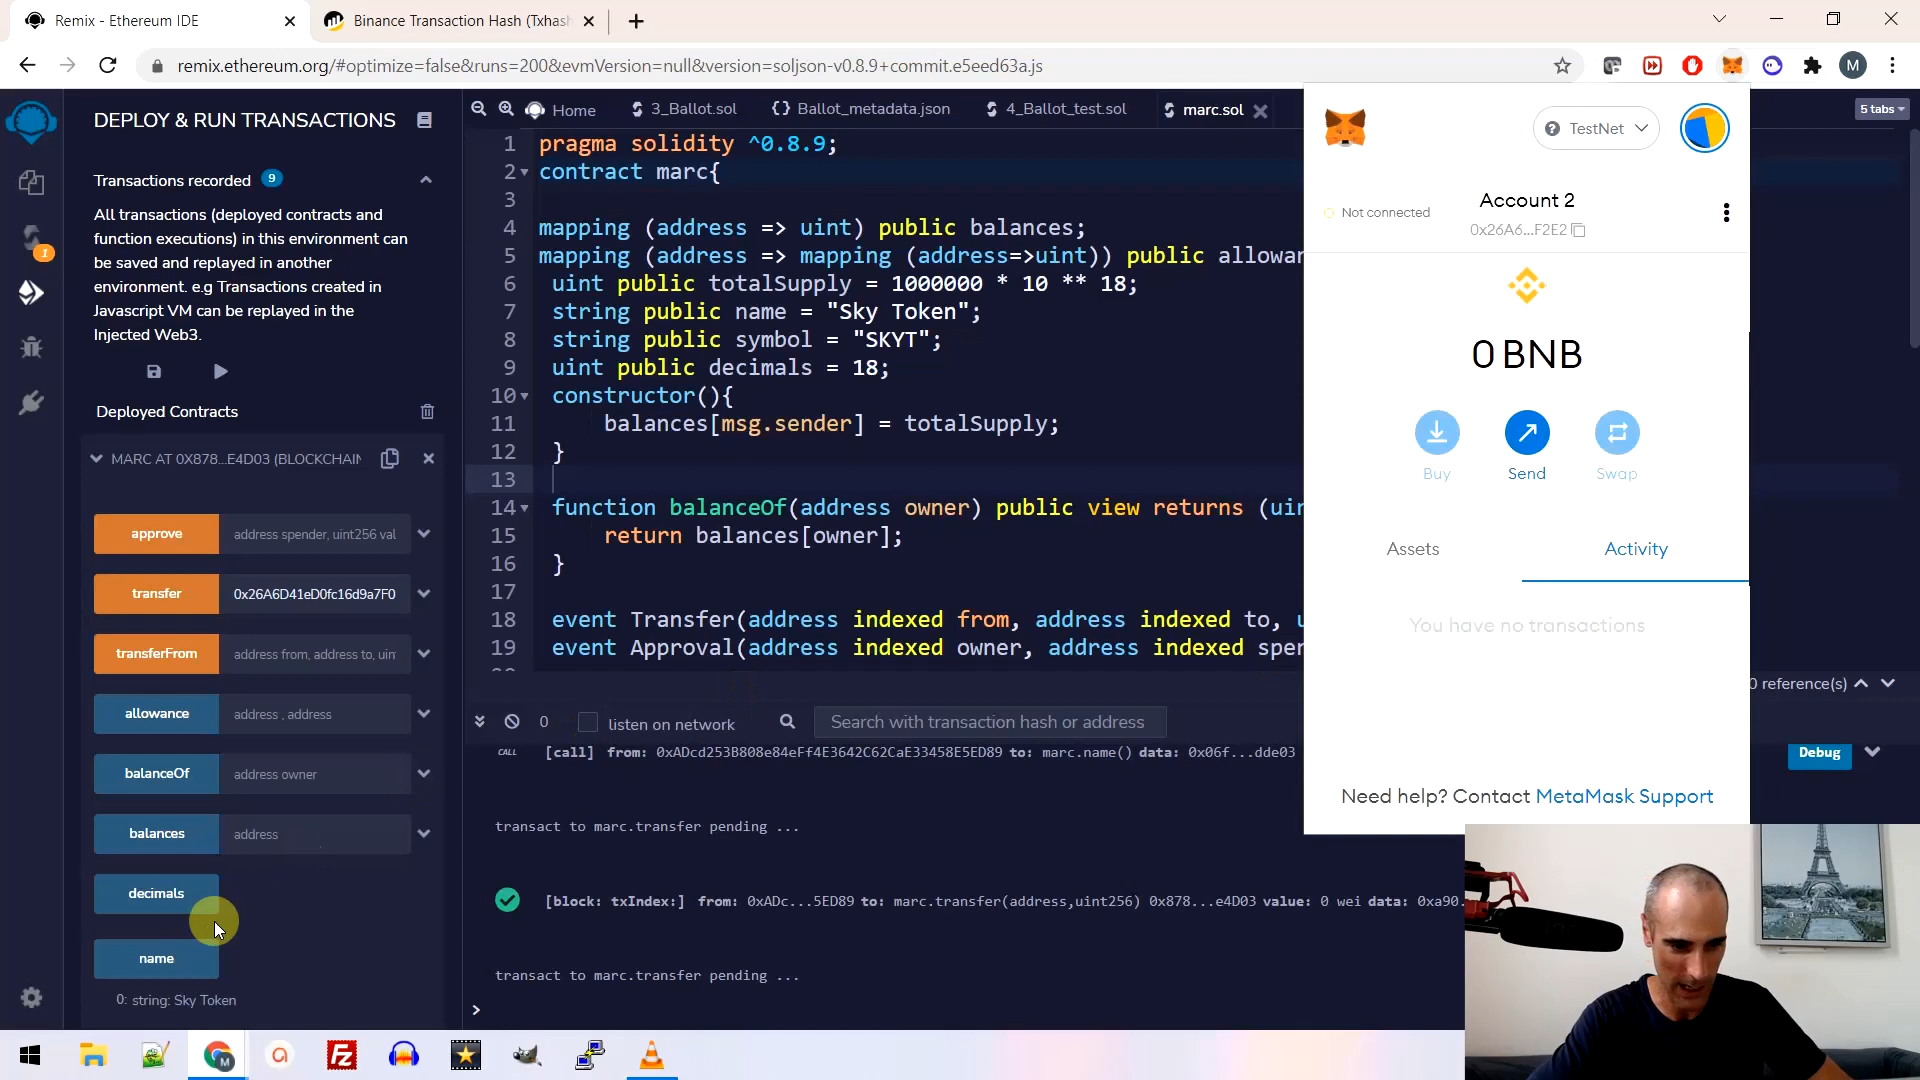 Remix - Ethereum IDE
Binance Transaction Hash (Txhash
remix.ethereum.org/#optimize=false&runs=200&evmVersion=null&version=soljson-v0.8.9+commit.e5eed63a.js
M
DEPLOY & RUN TRANSACTIONS
Transactions recorded 9
All transactions (deployed contracts and
function executions) in this environment can
be saved and replayed in another
environment. e.g Transactions created in
Javascript VM can be replayed in the
Injected Web3.
Deployed Contracts
MARC AT 0X878...E4D03 (BLOCKCHAIN
approve address spender, uint256 val
transfer 0x26A6D41eD0fc16d9a7F0
transferFrom address from, address to, uin
allowance address , address
balanceOf address owner
balances address
decimals
name
0: string: Sky Token
1
Home
3_Ballot.sol
{} Ballot_metadata.json
4_Ballot_test.sol
marc.sol
5 tabs
1 pragma solidity ^0.8.9;
2 contract marc{
3
4 mapping (address => uint) public balances;
5 mapping (address => mapping (address=>uint)) public allowan
6 uint public totalSupply = 1000000 * 10 ** 18;
7 string public name = "Sky Token";
8 string public symbol = "SKYT";
9 uint public decimals = 18;
10 constructor(){
11 balances[msg.sender] = totalSupply;
12 }
13
14 function balanceOf(address owner) public view returns (uin
15 return balances[owner];
16 }
17
18 event Transfer(address indexed from, address indexed to, u
19 event Approval(address indexed owner, address indexed spen
0 reference(s)
0 listen on network
Search with transaction hash or address
CALL [call] from: 0xADcd253B808e84eFf4E3642C62CaE33458E5ED89 to: marc.name() data: 0x06f...dde03
Debug
transact to marc.transfer pending ...
[block: txIndex:] from: 0xADc...5ED89 to: marc.transfer(address,uint256) 0x878...e4D03 value: 0 wei data: 0xa90.
transact to marc.transfer pending ...
>
TestNet
Not connected
Account 2
0x26A6...F2E2
0 BNB
Buy
Send
Swap
Assets
Activity
You have no transactions
Need help? Contact MetaMask Support